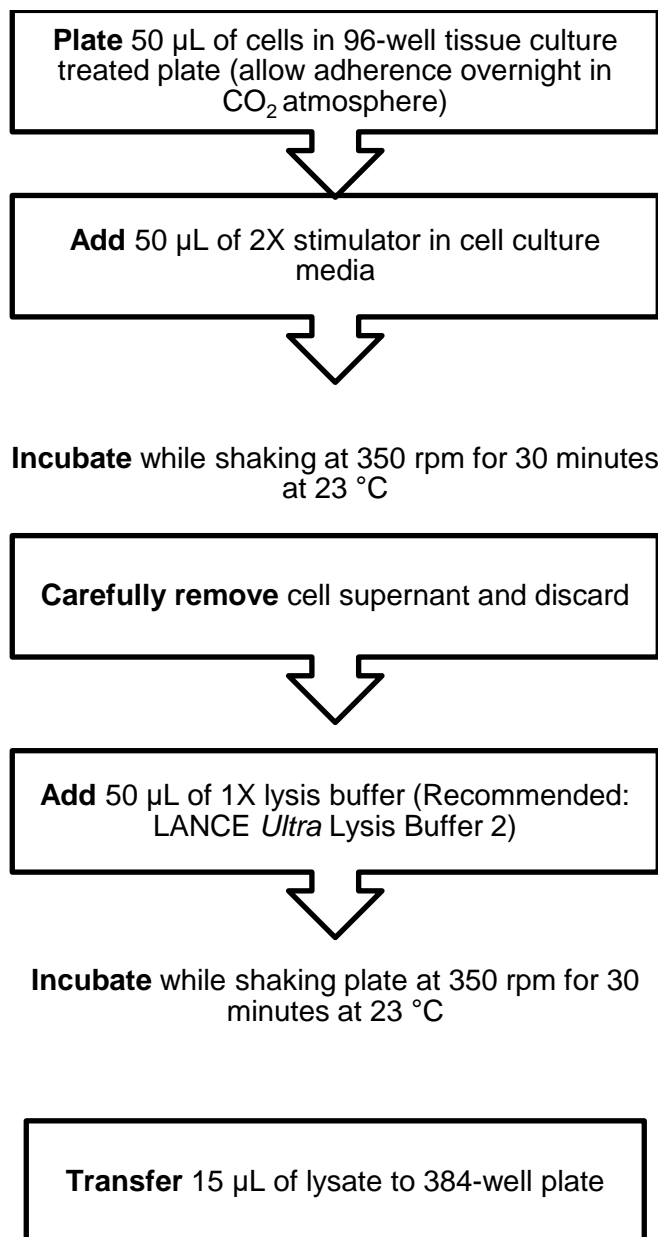 Plate 50 µL of cells in 96-well tissue culture
treated plate (allow adherence overnight in
CO₂ atmosphere)
Add 50 µL of 2X stimulator in cell culture
media
Incubate while shaking at 350 rpm for 30 minutes
at 23 °C
Carefully remove cell supernant and discard
Add 50 µL of 1X lysis buffer (Recommended:
LANCE Ultra Lysis Buffer 2)
Incubate while shaking plate at 350 rpm for 30
minutes at 23 °C
Transfer 15 µL of lysate to 384-well plate